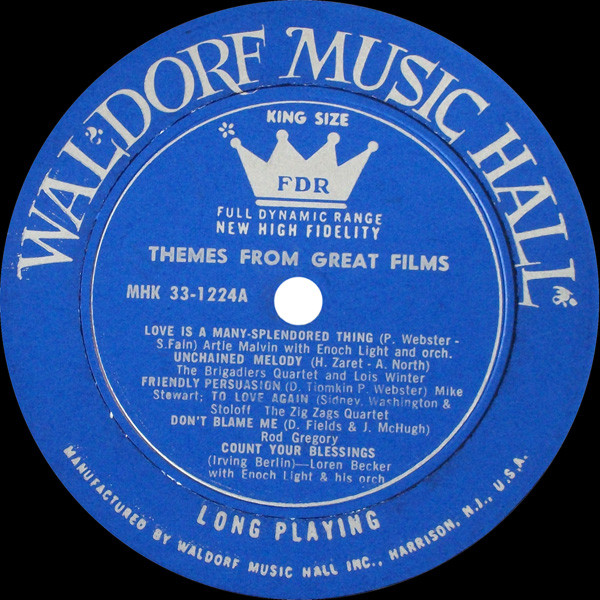 WALDORF MUSIC HALL
KING SIZE
FDR
FULL DYNAMIC RANGE
NEW HIGH FIDELITY
THEMES FROM GREAT FILMS
MHK 33-1224A
LOVE IS A MANY-SPLENDORED THING (P. Webster -
S.Fain) Artie Malvin with Enoch Light and orch.
UNCHAINED MELODY (H. Zaret - A. North)
The Brigadiers Quartet and Lois Winter
FRIENDLY PERSUASION (D. Tiomkin P. Webster) Mike
Stewart; TO LOVE AGAIN (Sidney, Washington &
Stoloff The Zig Zags Quartet
DON'T BLAME ME (D. Fields & J. McHugh)
Rod Gregory
COUNT YOUR BLESSINGS
(Irving Berlin)—Loren Becker
with Enoch Light & his orch
LONG PLAYING
MANUFACTURED BY WALDORF MUSIC HALL INC., HARRISON, N.J., U.S.A.